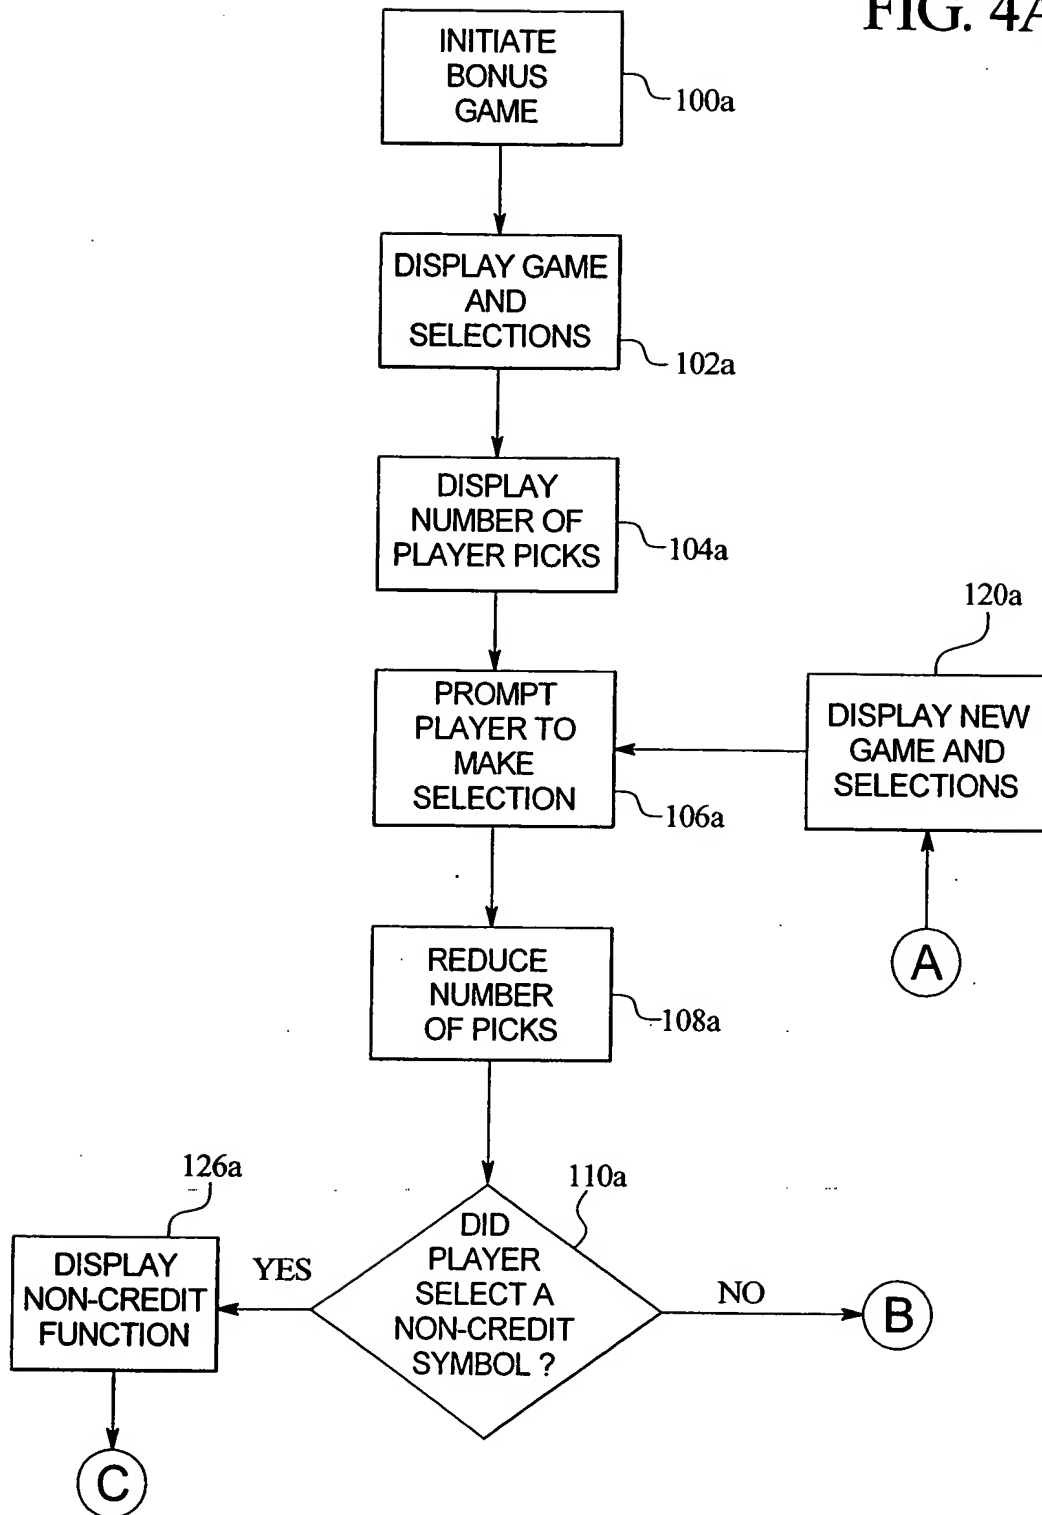 FIG. 4A
INITIATE
BONUS
GAME
100a
DISPLAY GAME
AND
SELECTIONS
102a
DISPLAY
NUMBER OF
PLAYER PICKS
104a
120a
PROMPT
PLAYER TO
MAKE
SELECTION
106a
DISPLAY NEW
GAME AND
SELECTIONS
A
REDUCE
NUMBER
OF PICKS
108a
126a
110a
DISPLAY
NON-CREDIT
FUNCTION
YES
DID
PLAYER
SELECT A
NON-CREDIT
SYMBOL ?
NO
B
C